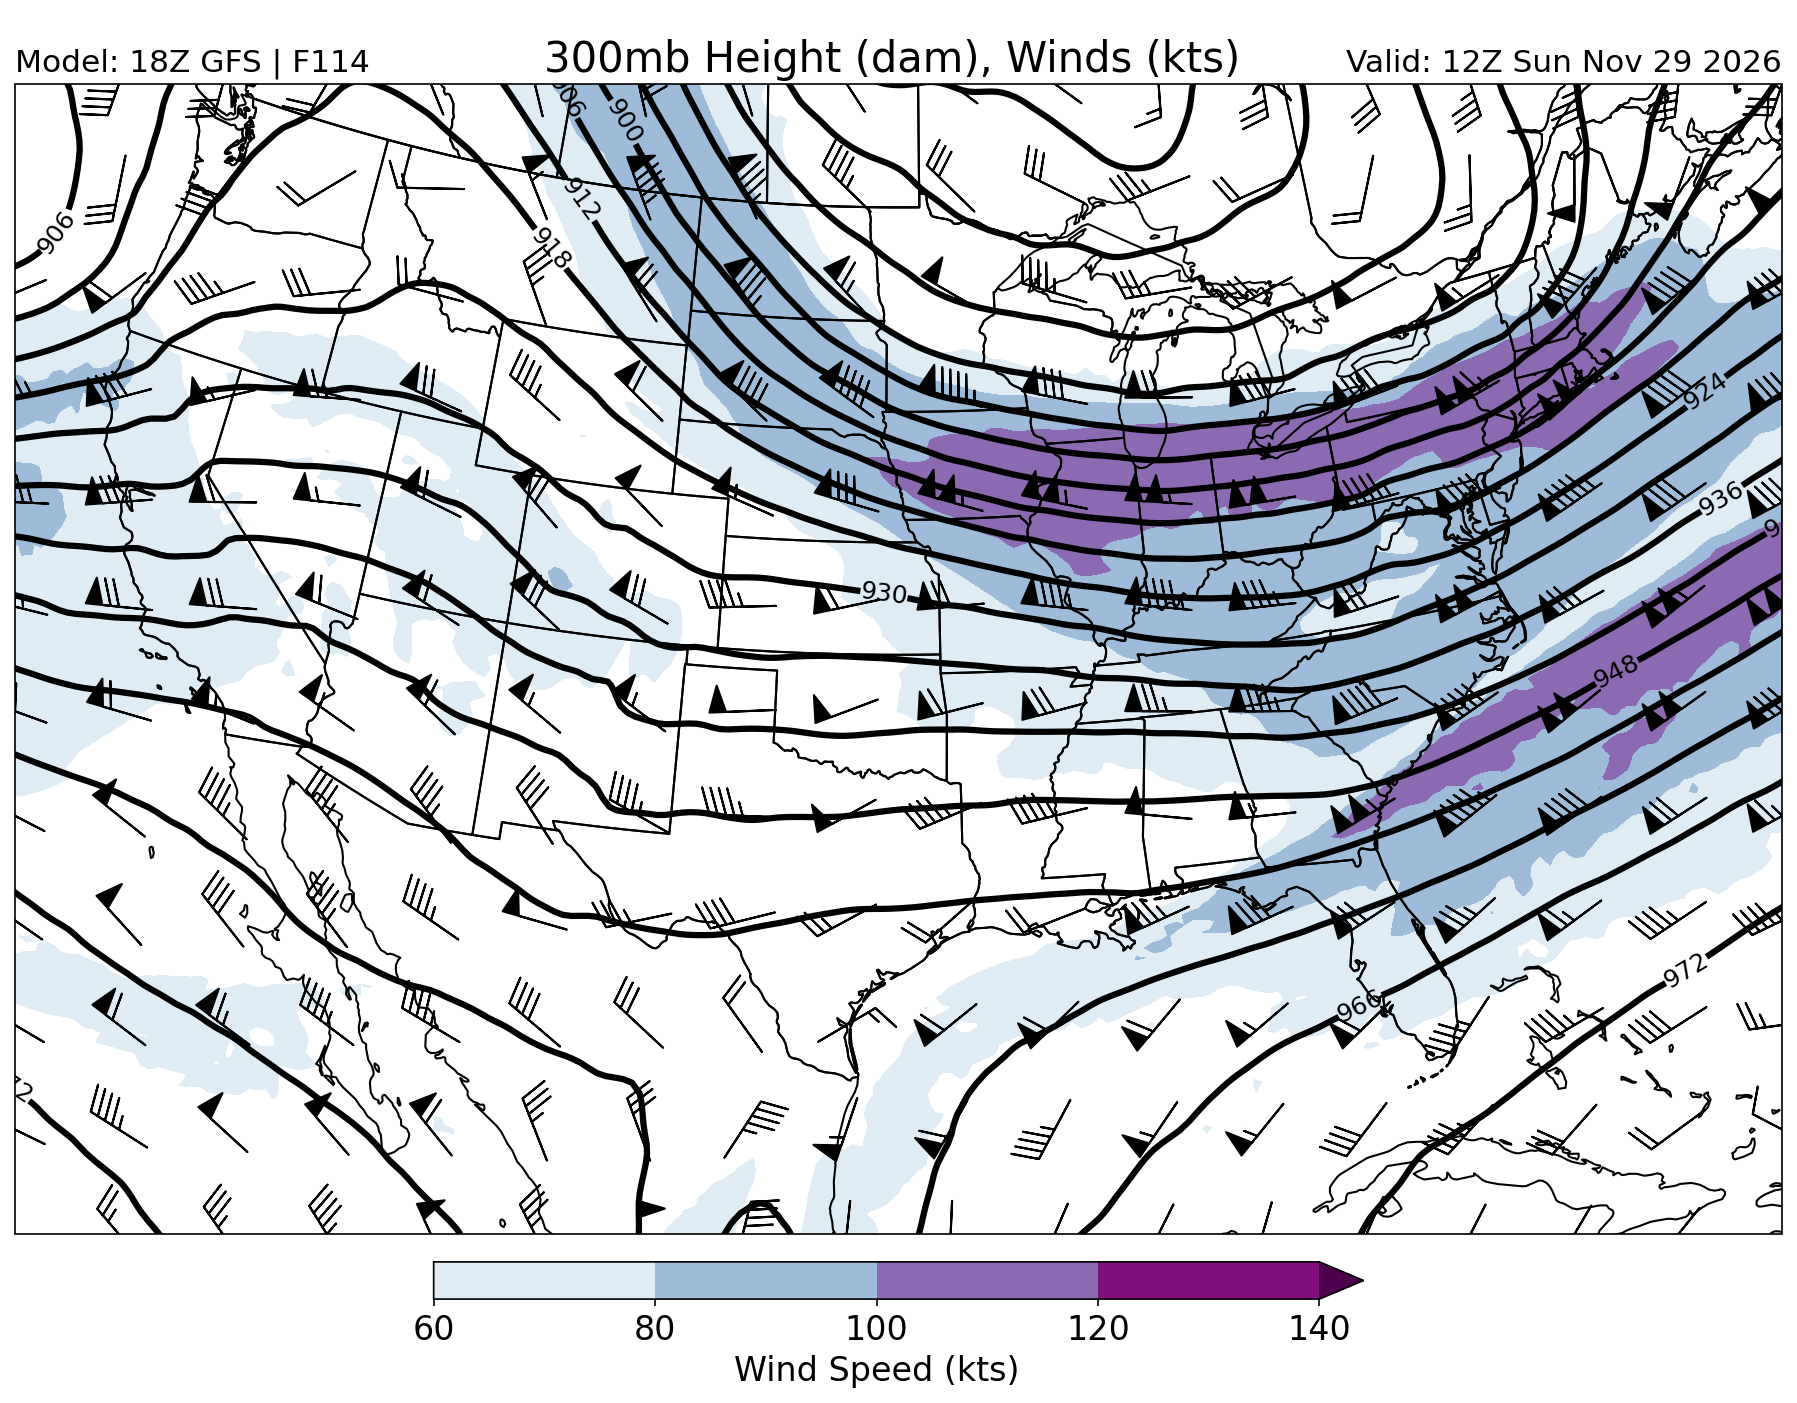 Model: 18Z GFS | F114
300mb Height (dam), Winds (kts)
Valid: 12Z Sun Nov 29 2026
906
900
912
906
918
924
936
930
948
966
972
60 80 100 120 140
Wind Speed (kts)